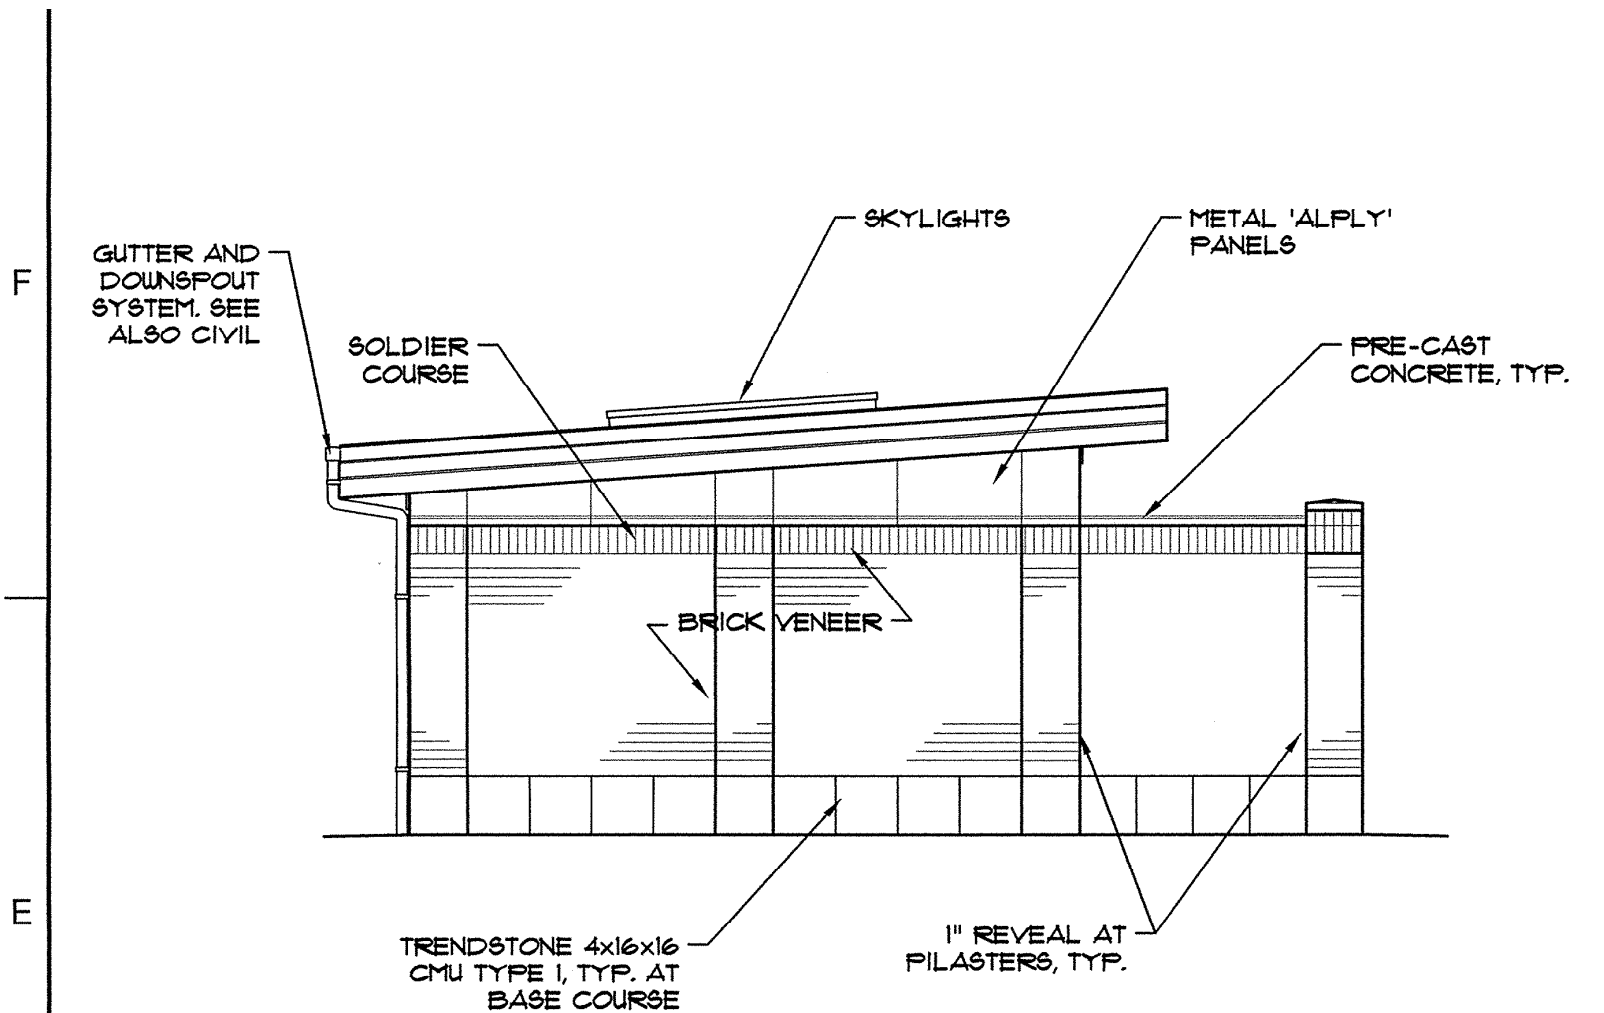 SKYLIGHTS
METAL 'ALPLY'
PANELS
F
GUTTER AND
DOWNSPOUT
SYSTEM. SEE
ALSO CIVIL
SOLDIER
COURSE
PRE-CAST
CONCRETE, TYP.
BRICK VENEER
E
TRENDSTONE 4x16x16
CMU TYPE 1, TYP. AT
BASE COURSE
1" REVEAL AT
PILASTERS, TYP.